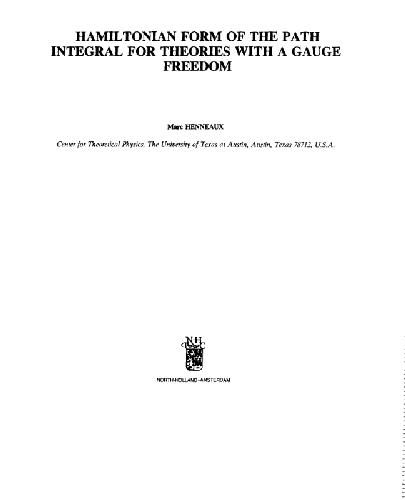 HAMILTONIAN FORM OF THE PATH
INTEGRAL FOR THEORIES WITH A GAUGE
FREEDOM
Marc HENNEAUX
Center for Theoretical Physics, The University of Texas at Austin, Austin, Texas 78712, U.S.A.
NH
NORTH-HOLLAND-AMSTERDAM